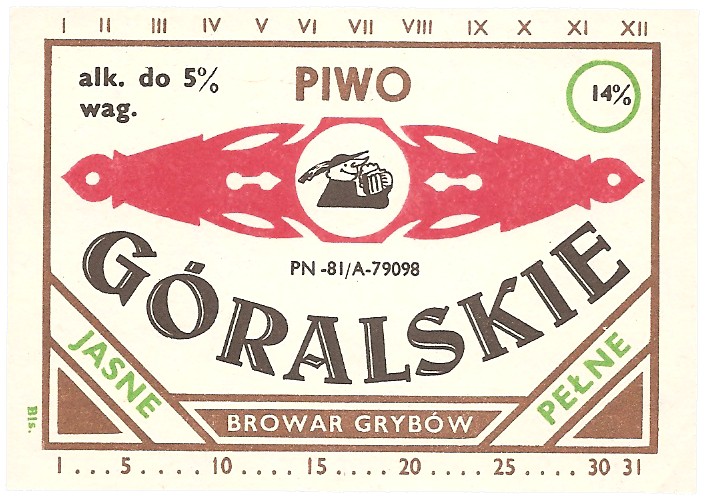 I II III IV V VI VII VIII IX X XI XII
alk. do 5%
wag.
PIWO
14%
PN-81/A-79098
GÓRALSKIE
JASNE
PEŁNE
BROWAR GRYBÓW
Bls.
1...5....10....15....20....25....30 31